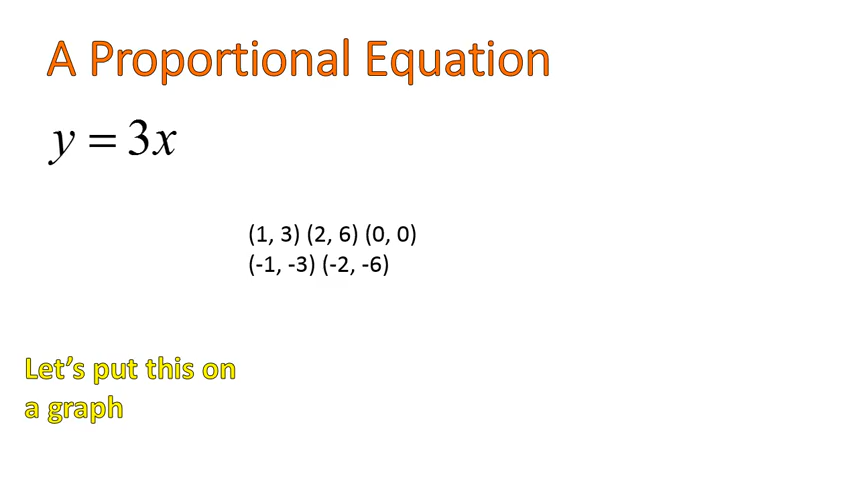 A Proportional Equation
y = 3x
(1, 3) (2, 6) (0, 0)
(-1, -3) (-2, -6)
Let’s put this on
a graph